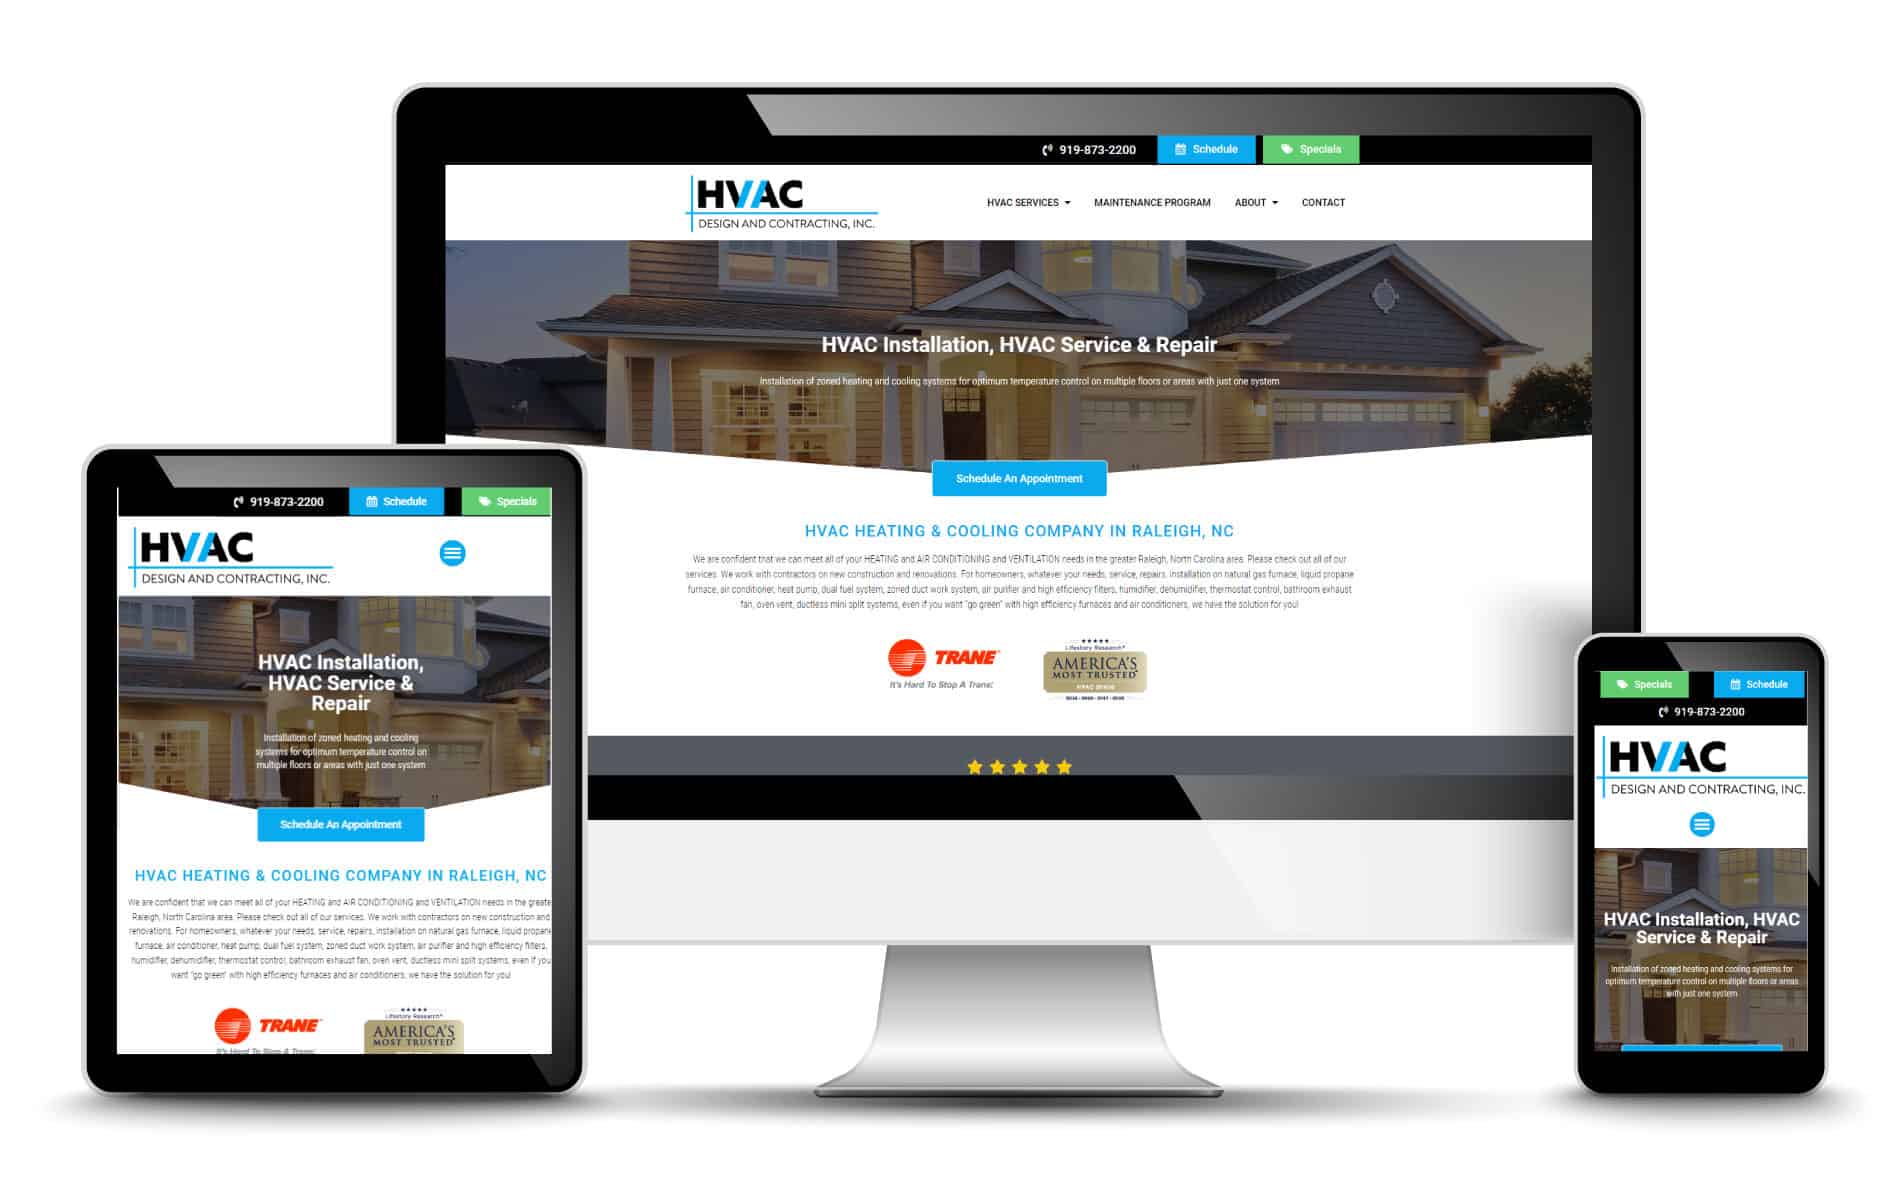 919-873-2200 Schedule Specials
HVAC
DESIGN AND CONTRACTING, INC.
HVAC SERVICES MAINTENANCE PROGRAM ABOUT CONTACT
HVAC Installation, HVAC Service & Repair
Installation of zoned heating and cooling systems for optimum temperature control on multiple floors or areas with just one system
Schedule An Appointment
HVAC HEATING & COOLING COMPANY IN RALEIGH, NC
We are confident that we can meet all of your HEATING and AIR CONDITIONING and VENTILATION needs in the greater Raleigh, North Carolina area. Please check out all of our
services. We work with contractors on new construction and renovations. For homeowners, whatever your needs, service, repairs, installation on natural gas furnace, liquid propane
furnace, air conditioner, heat pump, dual fuel system, zoned duct work system, air purifier and high efficiency filters, humidifier, dehumidifier, thermostat control, bathroom exhaust
fan, oven vent, ductless mini split systems, even if you want "go green" with high efficiency furnaces and air conditioners, we have the solution for you!
TRANE
It's Hard To Stop A Trane.
Lifestory Research
AMERICA'S
MOST TRUSTED
HVAC BRAND
919-873-2200 Schedule Specials
HVAC
DESIGN AND CONTRACTING, INC.
HVAC Installation,
HVAC Service &
Repair
Installation of zoned heating and cooling
systems for optimum temperature control on
multiple floors or areas with just one system
Schedule An Appointment
HVAC HEATING & COOLING COMPANY IN RALEIGH, NC
We are confident that we can meet all of your HEATING and AIR CONDITIONING and VENTILATION needs in the greate
Raleigh, North Carolina area. Please check out all of our services. We work with contractors on new construction and
renovations. For homeowners, whatever your needs, service, repairs, installation on natural gas furnace, liquid propane
furnace, air conditioner, heat pump, dual fuel system, zoned duct work system, air purifier and high efficiency filters,
humidifier, dehumidifier, thermostat control, bathroom exhaust fan, oven vent, ductless mini split systems, even if you
want "go green" with high efficiency furnaces and air conditioners, we have the solution for you!
TRANE
It's Hard To Stop A Trane.
Lifestory Research
AMERICA'S
MOST TRUSTED
Specials Schedule
919-873-2200
HVAC
DESIGN AND CONTRACTING, INC.
HVAC Installation, HVAC
Service & Repair
Installation of zoned heating and cooling systems for
optimum temperature control on multiple floors or areas
with just one system